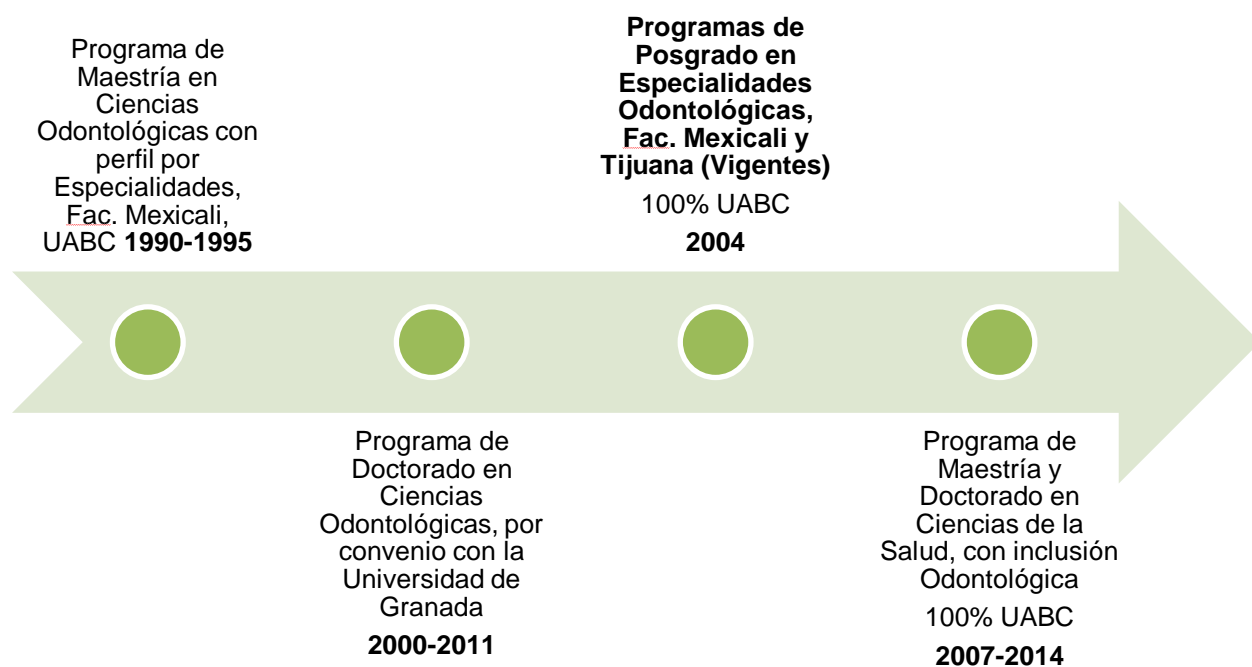 Programa de
Maestría en
Ciencias
Odontológicas con
perfil por
Especialidades,
Fac. Mexicali,
UABC 1990-1995
Programa de
Doctorado en
Ciencias
Odontológicas, por
convenio con la
Universidad de
Granada
2000-2011
Programas de
Posgrado en
Especialidades
Odontológicas,
Fac. Mexicali y
Tijuana (Vigentes)
100% UABC
2004
Programa de
Maestría y
Doctorado en
Ciencias de la
Salud, con inclusión
Odontológica
100% UABC
2007-2014